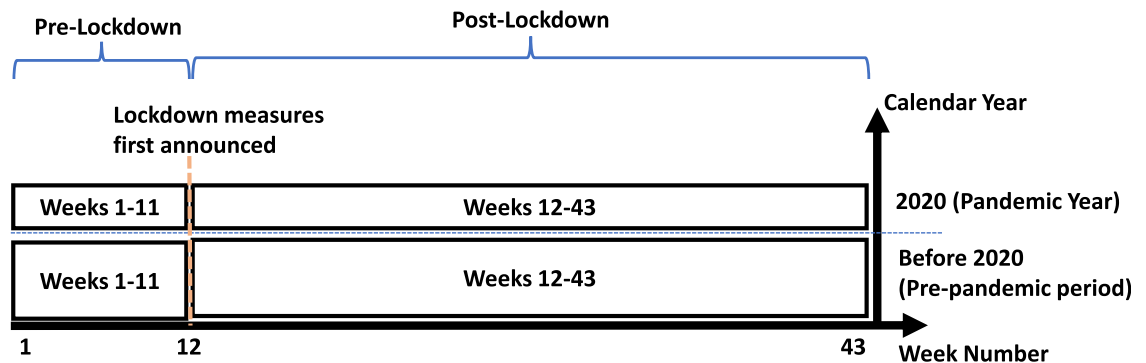 Pre-Lockdown
Post-Lockdown
Lockdown measures
first announced
Calendar Year
Weeks 1-11
Weeks 12-43
2020 (Pandemic Year)
Weeks 1-11
Weeks 12-43
Before 2020
(Pre-pandemic period)
1
12
43
Week Number